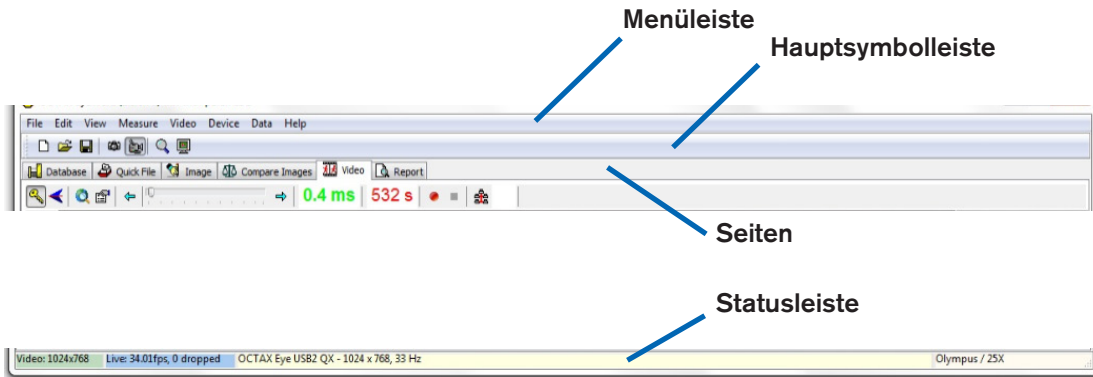 Menüleiste
Hauptsymbolleiste
File Edit View Measure Video Device Data Help
Database Quick File Image Compare Images Video Report
0.4 ms 532 s
Seiten
Statusleiste
Video: 1024x768 Live: 34.01fps, 0 dropped OCTAX Eye USB2 QX - 1024 x 768, 33 Hz Olympus / 25X